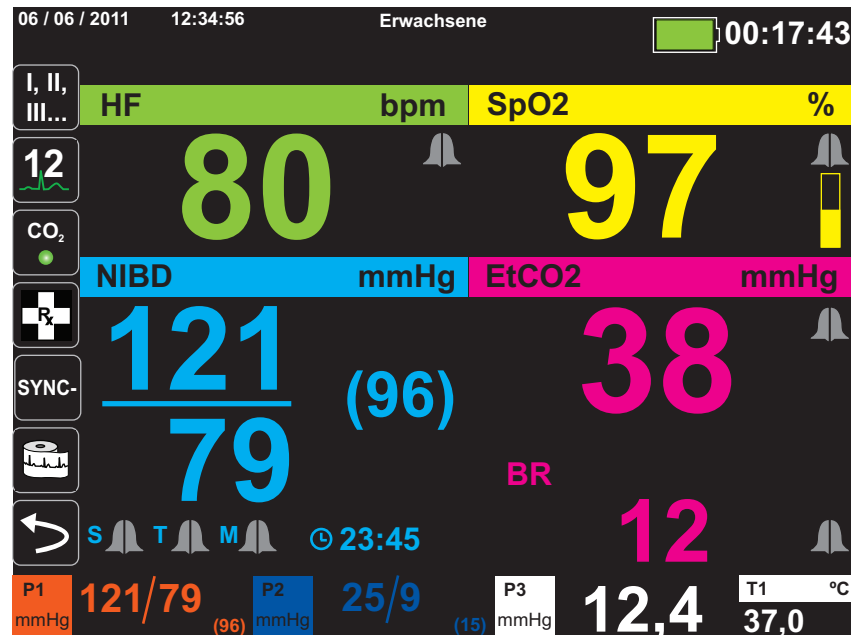 06 / 06 / 2011 12:34:56 Erwachsene 00:17:43
I, II,
III...
HF bpm SpO2 %
12
80 97
CO2
NIBD mmHg EtCO2 mmHg
Rx
121 38
SYNC-
(96)
79
BR
S T M 23:45
12
P1 mmHg 121/79 (96)
P2 mmHg 25/9 (15)
P3 mmHg 12,4
T1 ºC
37,0